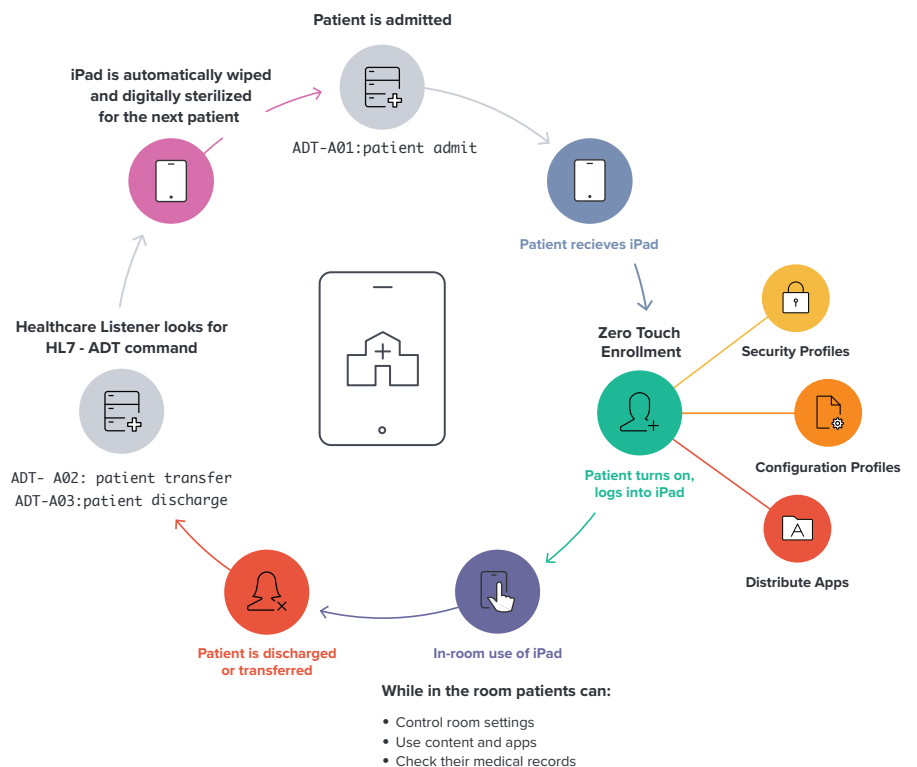 Patient is admitted
ADT-A01:patient admit
Patient recieves iPad
Zero Touch
Enrollment
Patient turns on,
logs into iPad
Security Profiles
Configuration Profiles
Distribute Apps
In-room use of iPad
While in the room patients can:
• Control room settings
• Use content and apps
• Check their medical records
Patient is discharged
or transferred
Healthcare Listener looks for
HL7 - ADT command
ADT- A02: patient transfer
ADT-A03:patient discharge
iPad is automatically wiped
and digitally sterilized
for the next patient